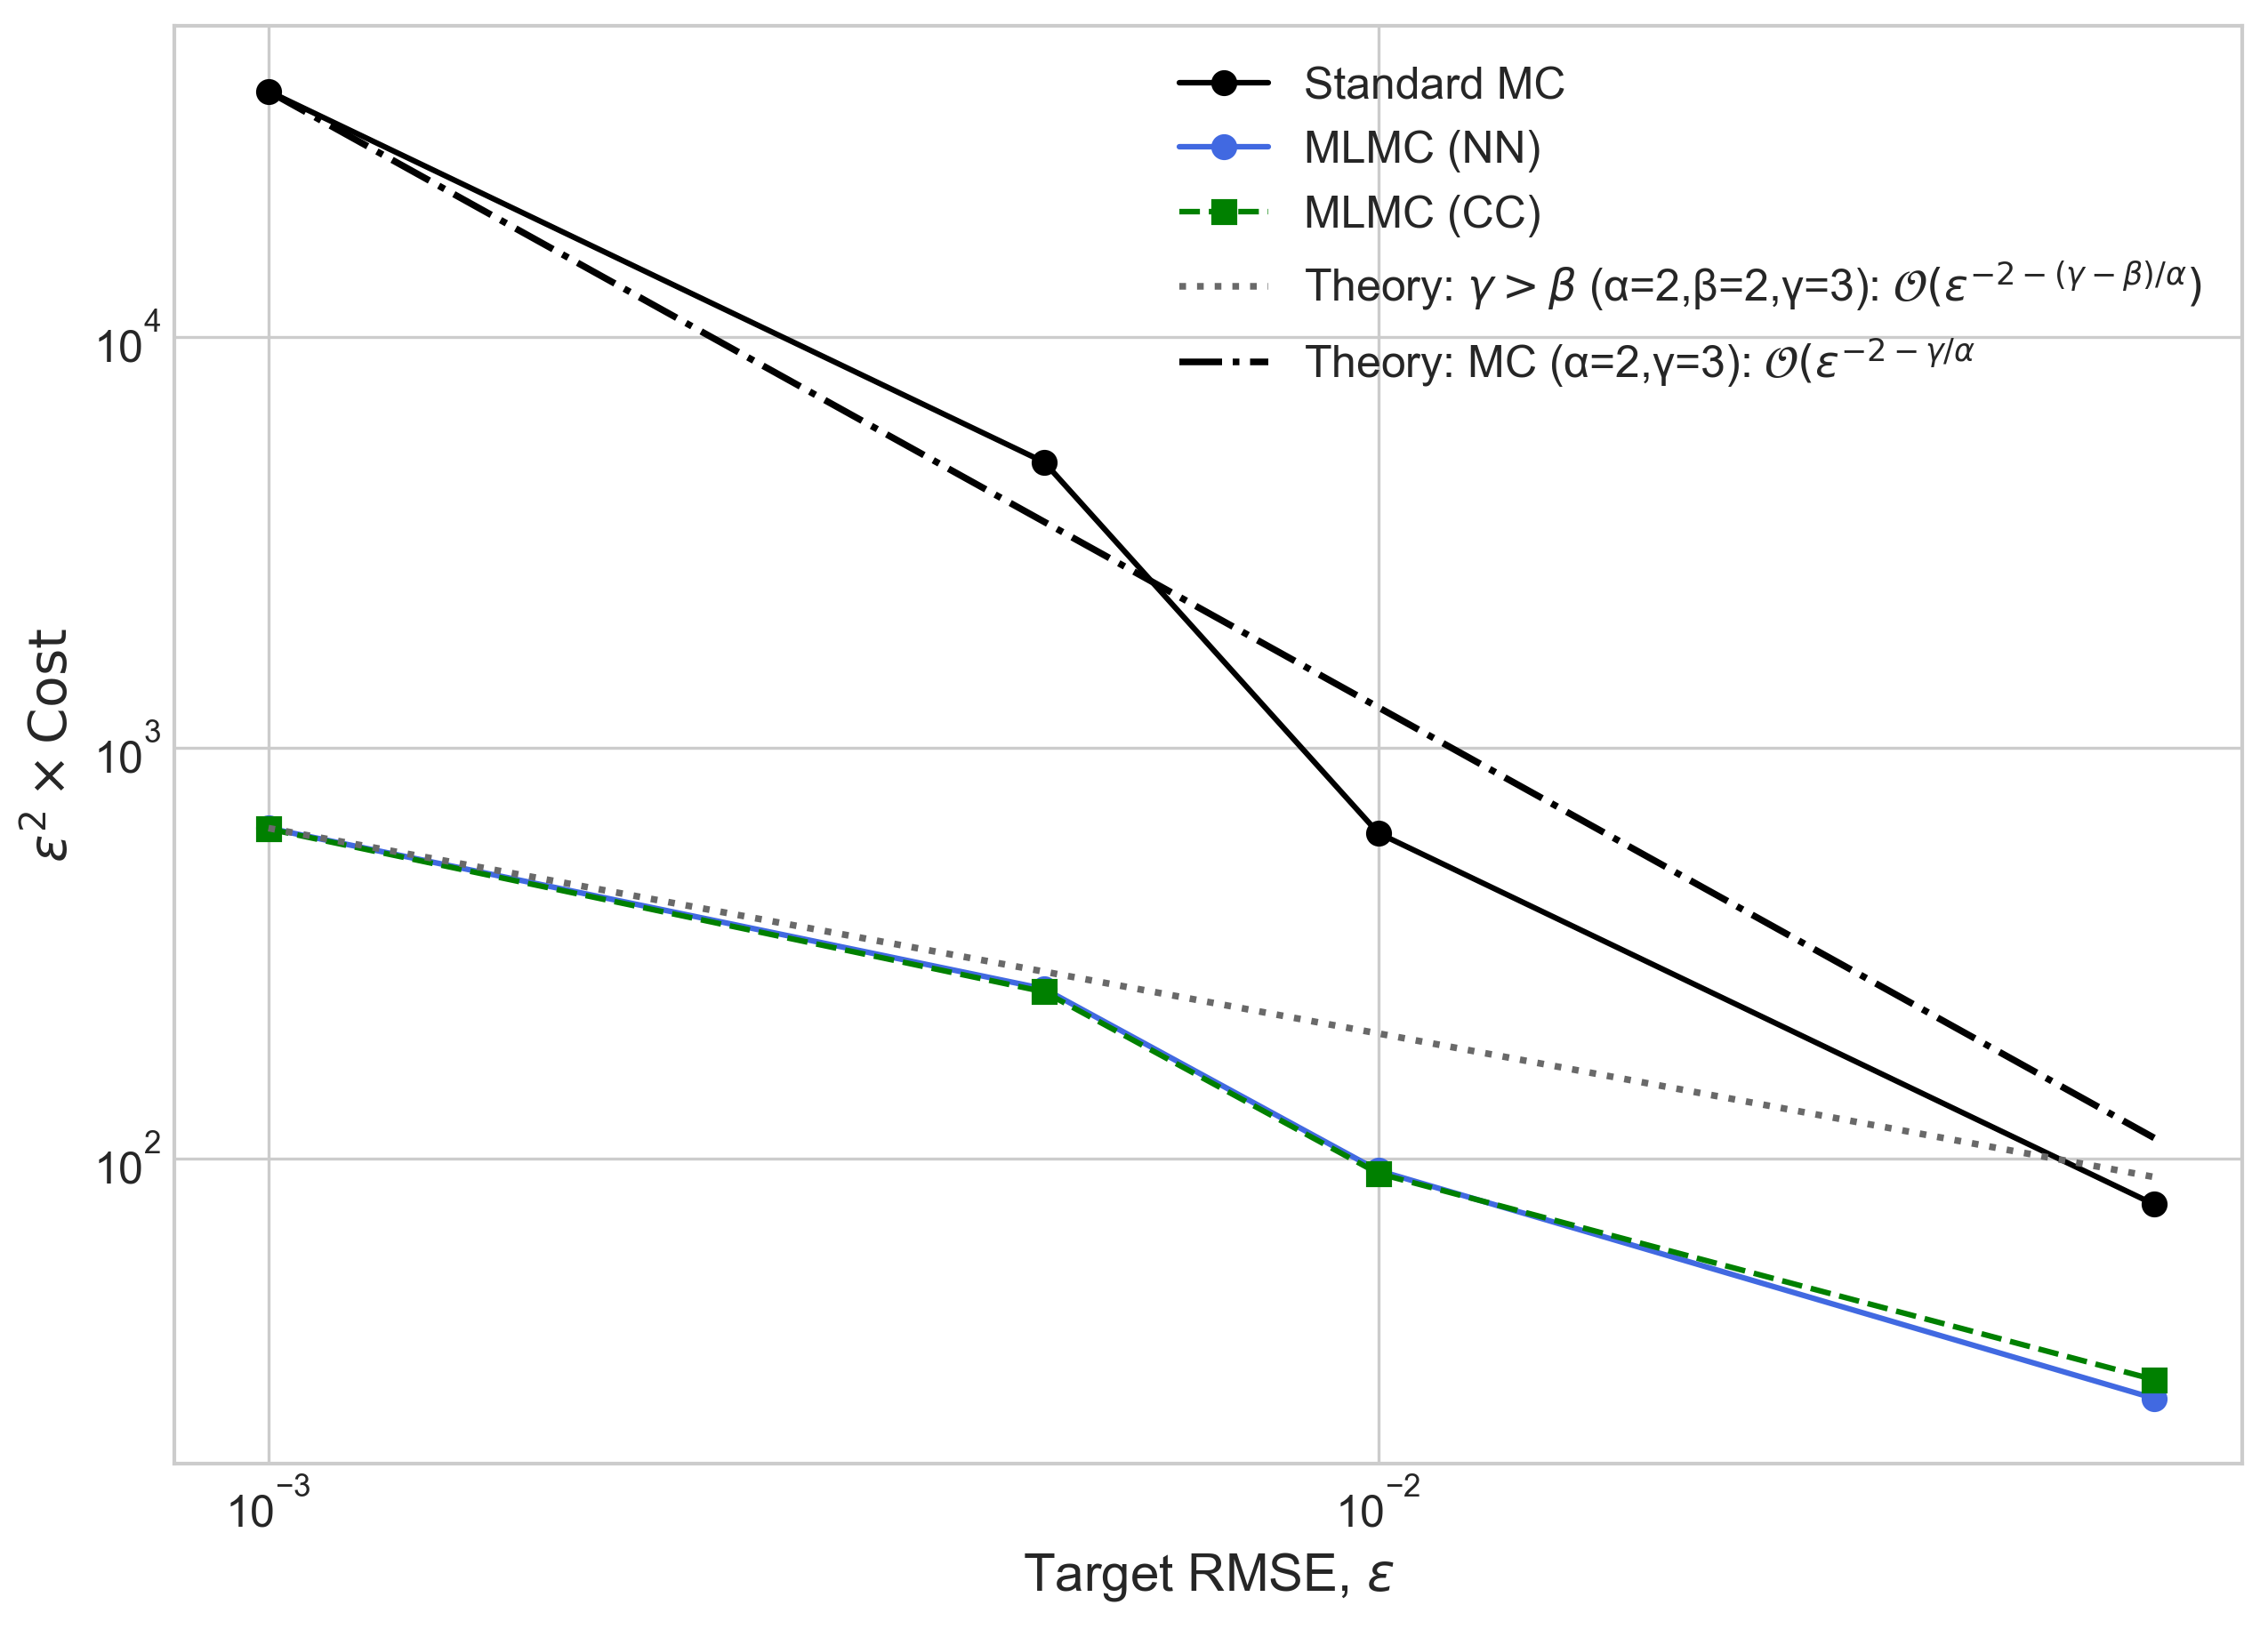 Standard MC
MLMC (NN)
MLMC (CC)
Theory: γ > β (α=2,β=2,γ=3): 𝒪(ε^{−2−(γ−β)/α})
Theory: MC (α=2,γ=3): 𝒪(ε^{−2−γ/α}
10^4
10^3
10^2
ε^2 × Cost
10^{−3}
10^{−2}
Target RMSE, ε